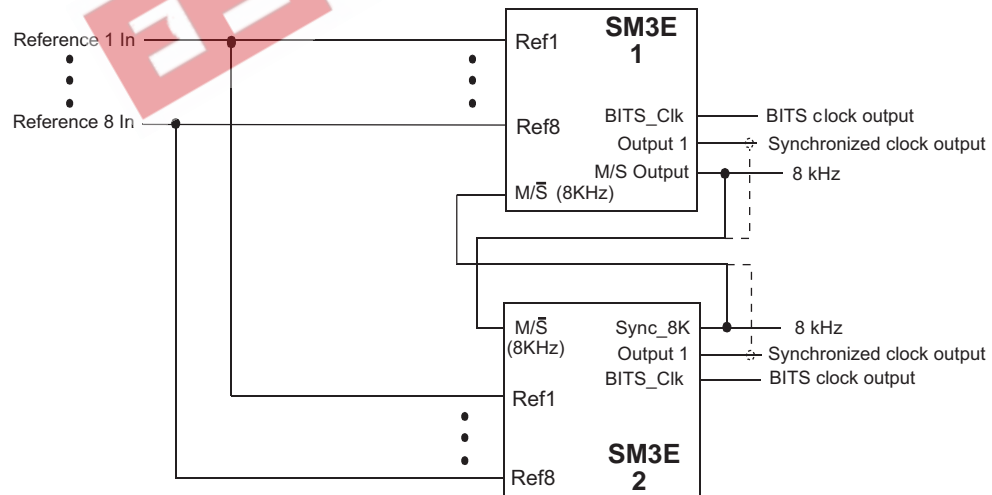 SM3E
1
Reference 1 In
Ref1
Reference 8 In
Ref8
BITS_Clk
BITS clock output
Output 1
Synchronized clock output
M/S Output
8 kHz
M/S̅ (8KHz)
M/S̅
(8KHz)
Sync_8K
8 kHz
Output 1
Synchronized clock output
BITS_Clk
BITS clock output
Ref1
SM3E
2
Ref8